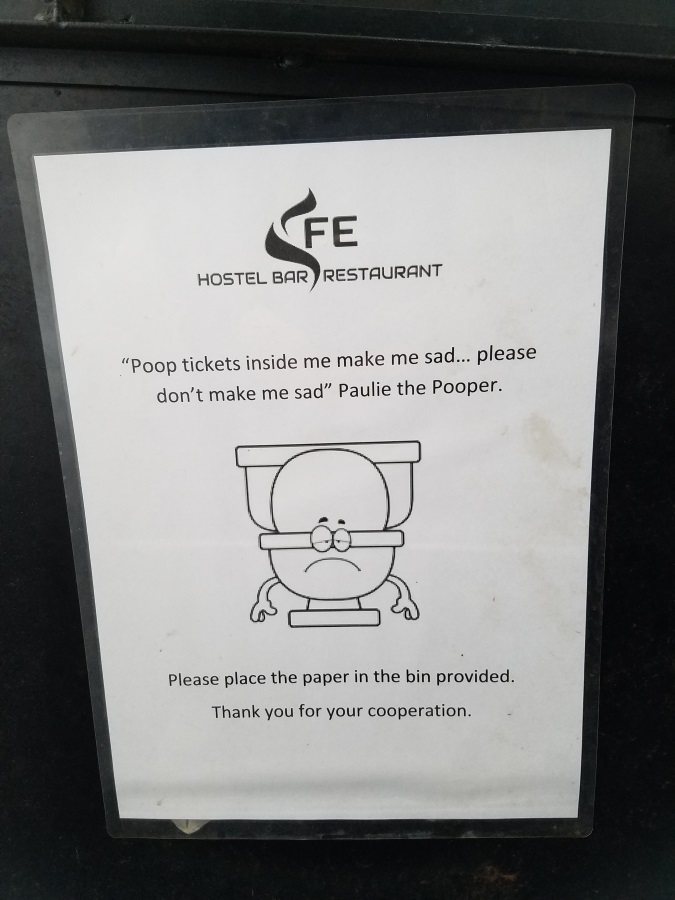 FE
HOSTEL BAR RESTAURANT
“Poop tickets inside me make me sad... please
don’t make me sad” Paulie the Pooper.
Please place the paper in the bin provided.
Thank you for your cooperation.